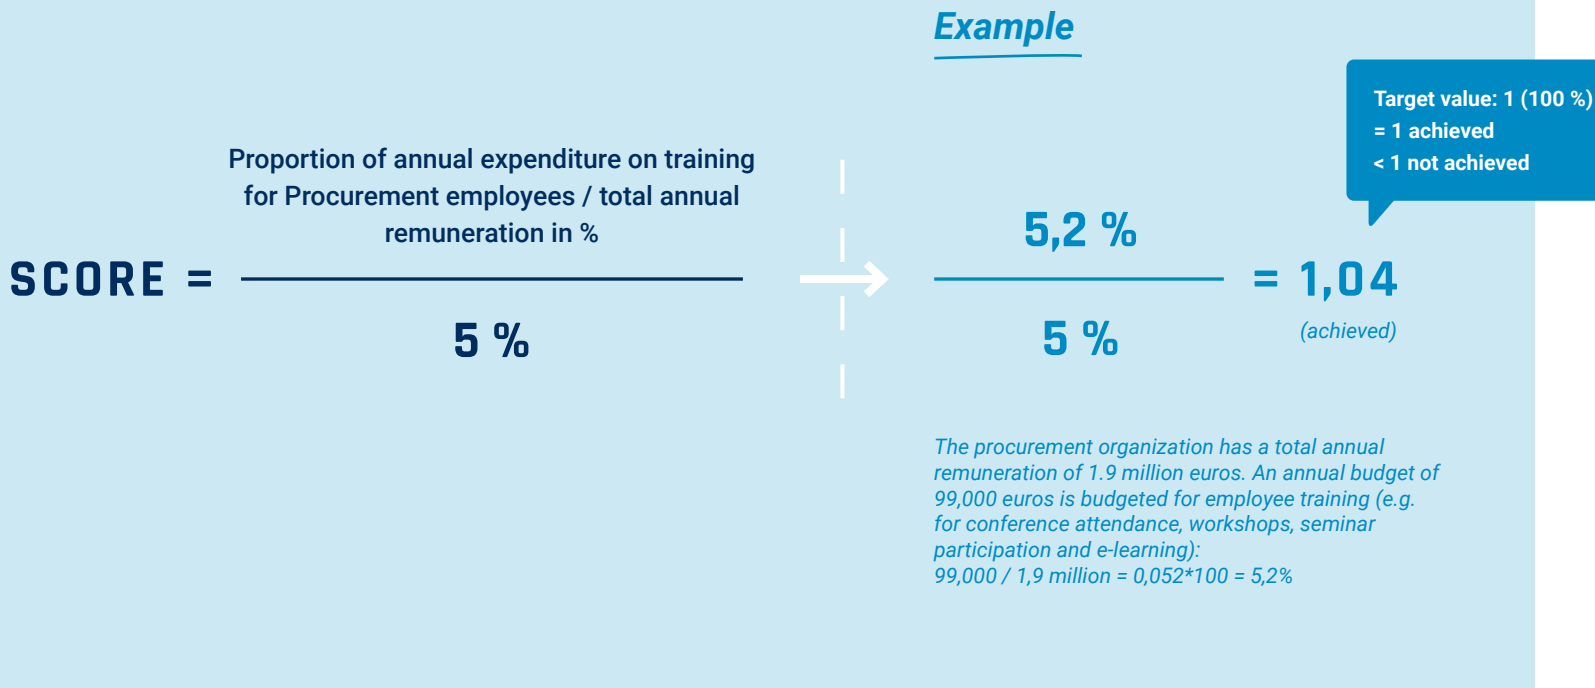 Example
Target value: 1 (100 %)
= 1 achieved
< 1 not achieved
Proportion of annual expenditure on training
for Procurement employees / total annual
remuneration in %
SCORE =
5 %
5,2 %
5 %
= 1,04
(achieved)
The procurement organization has a total annual
remuneration of 1.9 million euros. An annual budget of
99,000 euros is budgeted for employee training (e.g.
for conference attendance, workshops, seminar
participation and e-learning):
99,000 / 1,9 million = 0,052*100 = 5,2%